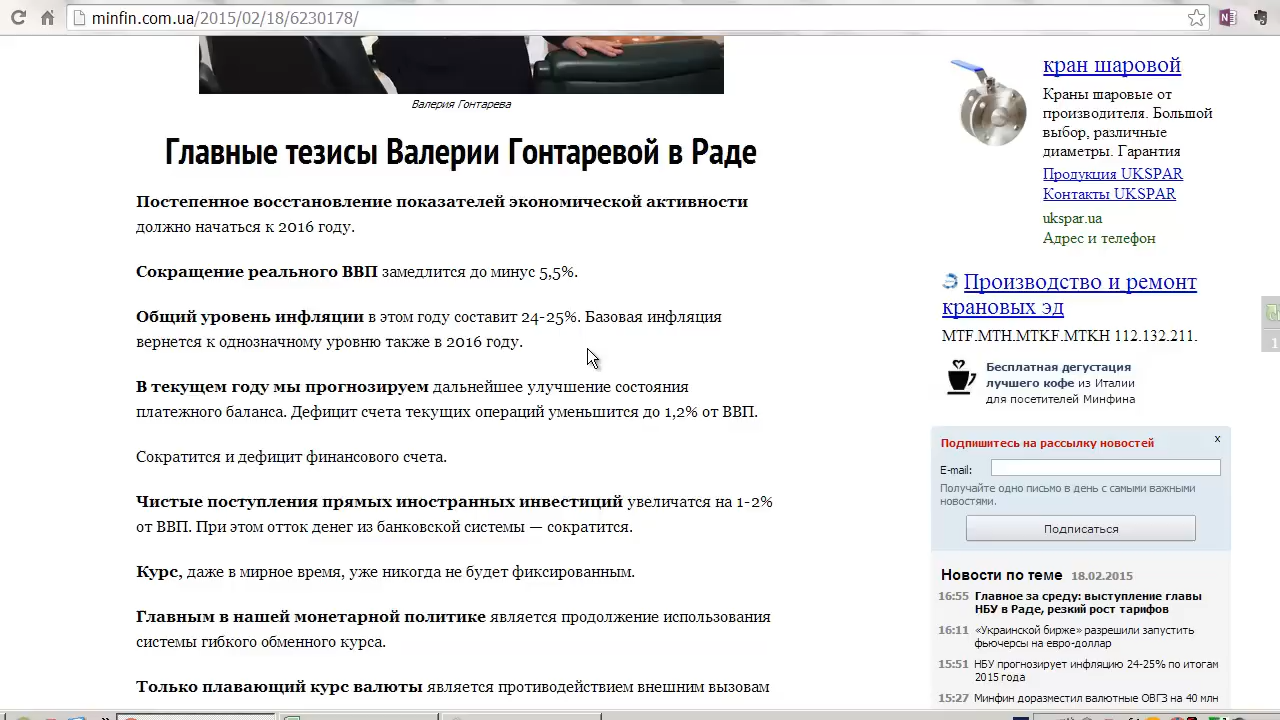 minfin.com.ua/2015/02/18/6230178/
Валерия Гонтарева
Главные тезисы Валерии Гонтаревой в Раде
Постепенное восстановление показателей экономической активности
должно начаться к 2016 году.
Сокращение реального ВВП замедлится до минус 5,5%.
Общий уровень инфляции в этом году составит 24-25%. Базовая инфляция
вернется к однозначному уровню также в 2016 году.
В текущем году мы прогнозируем дальнейшее улучшение состояния
платежного баланса. Дефицит счета текущих операций уменьшится до 1,2% от ВВП.
Сократится и дефицит финансового счета.
Чистые поступления прямых иностранных инвестиций увеличатся на 1-2%
от ВВП. При этом отток денег из банковской системы — сократится.
Курс, даже в мирное время, уже никогда не будет фиксированным.
Главным в нашей монетарной политике является продолжение использования
системы гибкого обменного курса.
Только плавающий курс валюты является противодействием внешним вызовам
кран шаровой
Краны шаровые от
производителя. Большой
выбор, различные
диаметры. Гарантия
Продукция UKSPAR
Контакты UKSPAR
ukspar.ua
Адрес и телефон
Производство и ремонт
крановых эд
MTF.MTH.MTKF.MTKH 112.132.211.
Бесплатная дегустация
лучшего кофе из Италии
для посетителей Минфина
Подпишитесь на рассылку новостей x
E-mail:
Получайте одно письмо в день с самыми важными
новостями.
Подписаться
Новости по теме 18.02.2015
16:55 Главное за среду: выступление главы
НБУ в Раде, резкий рост тарифов
16:11 «Украинской бирже» разрешили запустить
фьючерсы на евро-доллар
15:51 НБУ прогнозирует инфляцию 24-25% по итогам
2015 года
15:27 Минфин доразместил валютные ОВГЗ на 40 млн